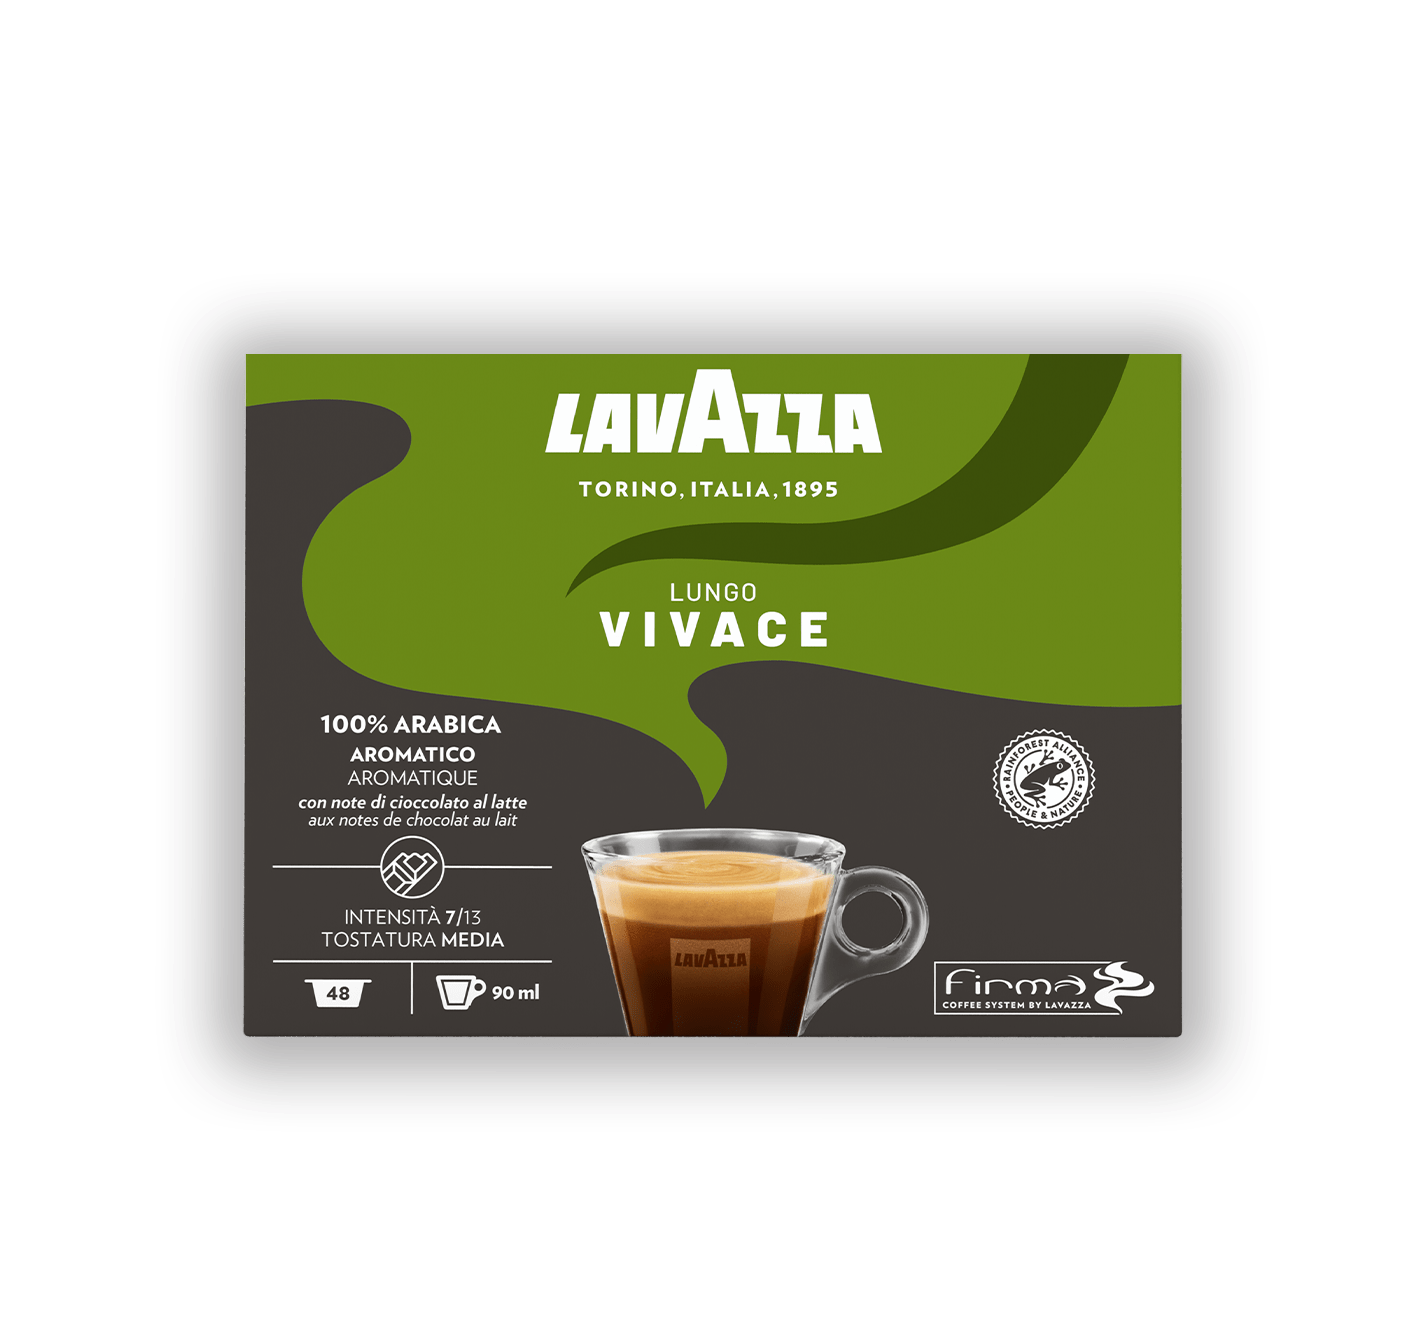 LAVAZZA
TORINO, ITALIA, 1895
LUNGO
VIVACE
100% ARABICA
AROMATICO
AROMATIQUE
con note di cioccolato al latte
aux notes de chocolat au lait
INTENSITÀ 7/13
TOSTATURA MEDIA
48
90 ml
RAINFOREST ALLIANCE
PEOPLE & NATURE
LAVAZZA
Firma
COFFEE SYSTEM BY LAVAZZA